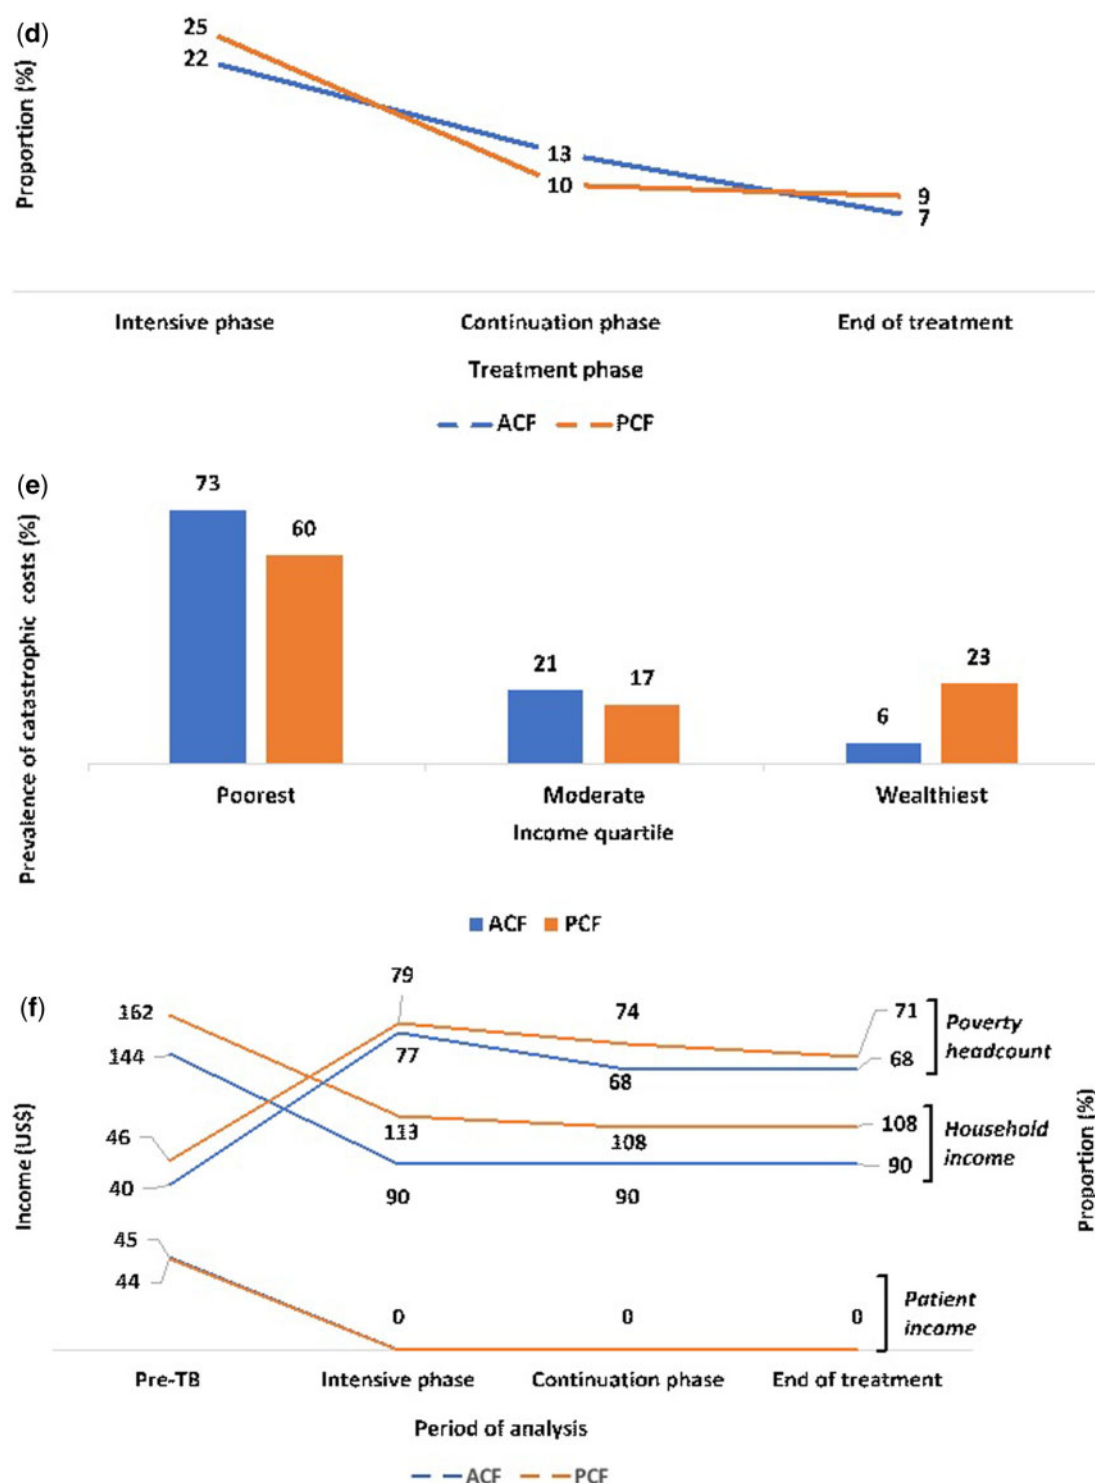 (d)
Proportion (%)
25
22
13
10
9
7
Intensive phase Continuation phase End of treatment
Treatment phase
ACF PCF
(e)
Prevalence of catastrophic costs (%)
73
60
21
17
6
23
Poorest Moderate Wealthiest
Income quartile
ACF PCF
(f)
Income (US$)
Proportion (%)
162
144
46
40
45
44
79
77
113
90
0
74
68
108
90
0
71
68
108
90
0
Poverty
headcount
Household
income
Patient
income
Pre-TB Intensive phase Continuation phase End of treatment
Period of analysis
ACF PCF